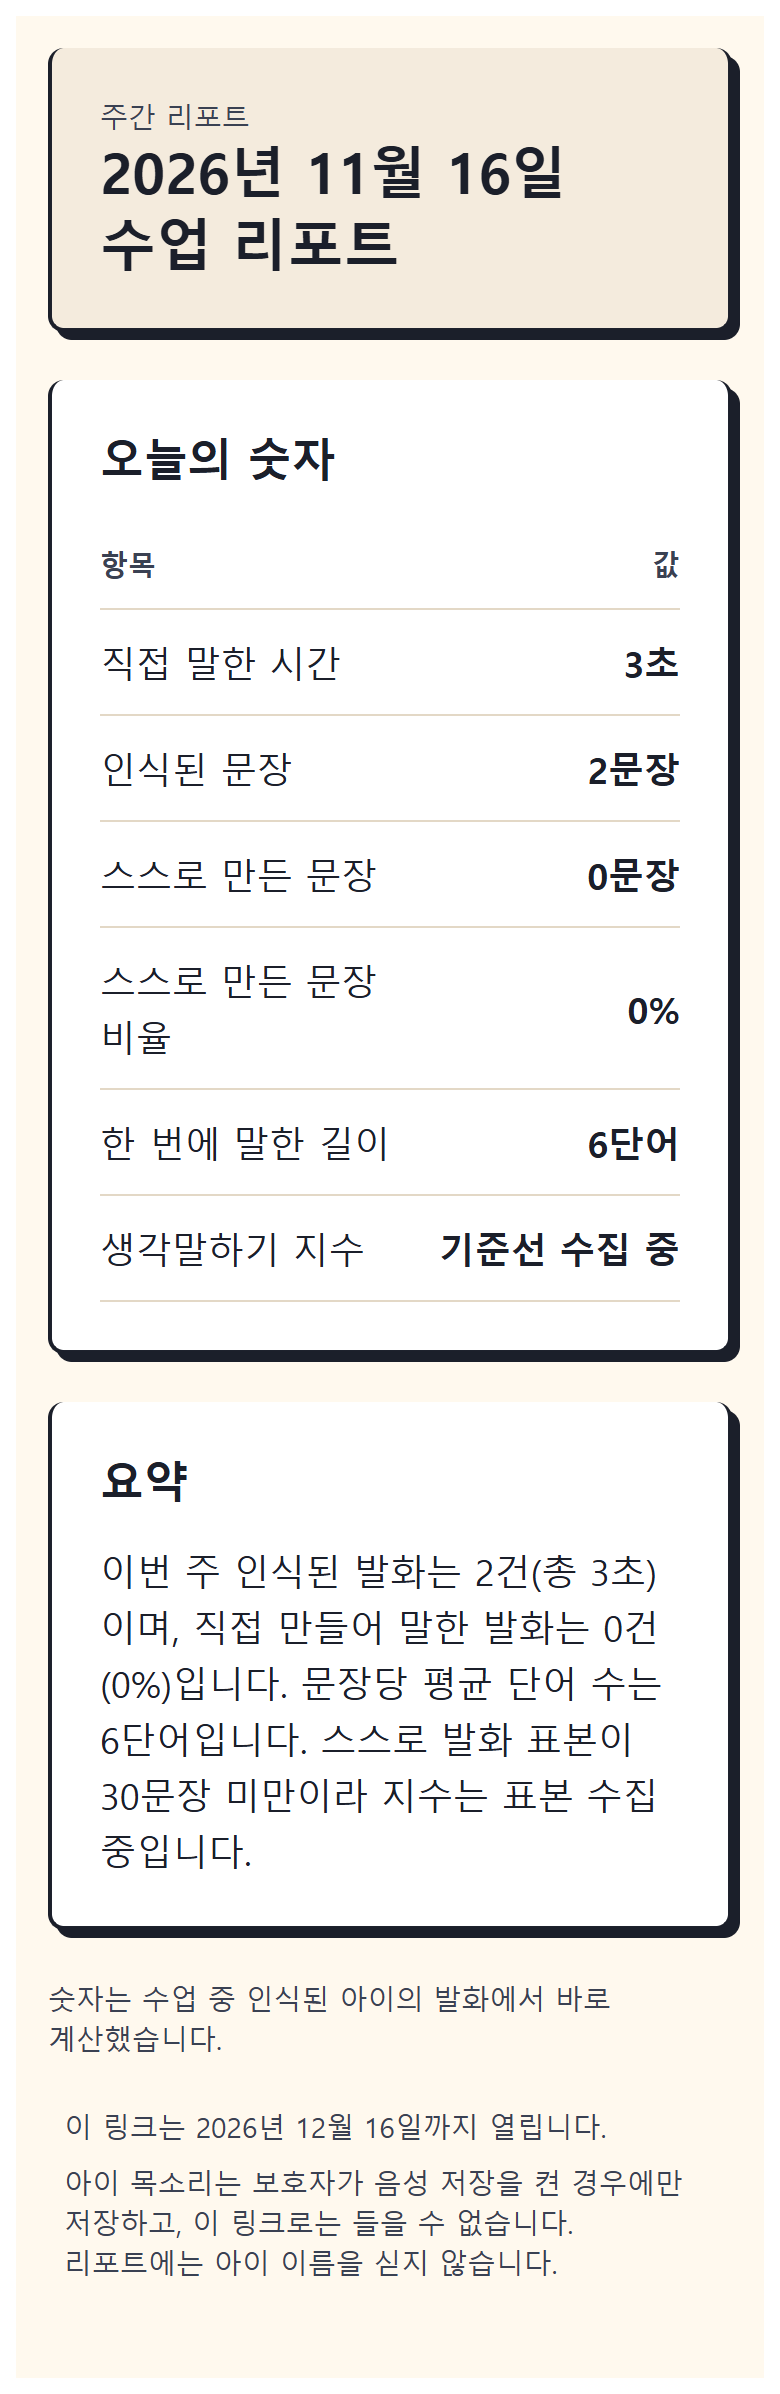 주간 리포트
2026년 11월 16일
수업 리포트
오늘의 숫자
항목 값
직접 말한 시간 3초
인식된 문장 2문장
스스로 만든 문장 0문장
스스로 만든 문장
비율 0%
한 번에 말한 길이 6단어
생각말하기 지수 기준선 수집 중
요약
이번 주 인식된 발화는 2건(총 3초)
이며, 직접 만들어 말한 발화는 0건
(0%)입니다. 문장당 평균 단어 수는
6단어입니다. 스스로 발화 표본이
30문장 미만이라 지수는 표본 수집
중입니다.
숫자는 수업 중 인식된 아이의 발화에서 바로
계산했습니다.
이 링크는 2026년 12월 16일까지 열립니다.
아이 목소리는 보호자가 음성 저장을 켠 경우에만
저장하고, 이 링크로는 들을 수 없습니다.
리포트에는 아이 이름을 싣지 않습니다.